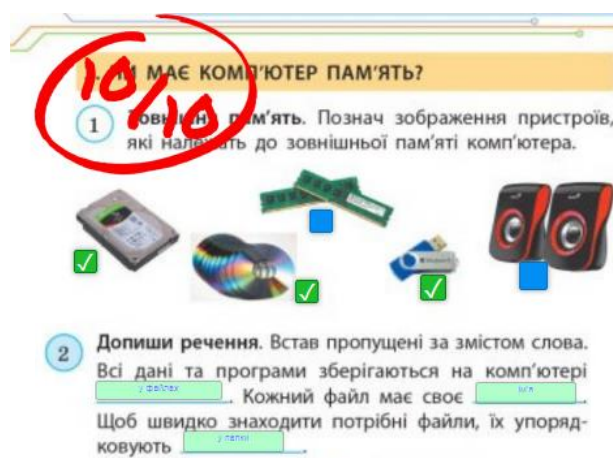 10/10
МАЄ КОМП'ЮТЕР ПАМ'ЯТЬ?
1 Зовнішня пам'ять. Познач зображення пристроїв,
які належать до зовнішньої пам'яті комп'ютера.
2 Допиши речення. Встав пропущені за змістом слова.
Всі дані та програми зберігаються на комп'ютері
у файлах. Кожний файл має своє ім'я.
Щоб швидко знаходити потрібні файли, їх упоряд-
ковують у папки.